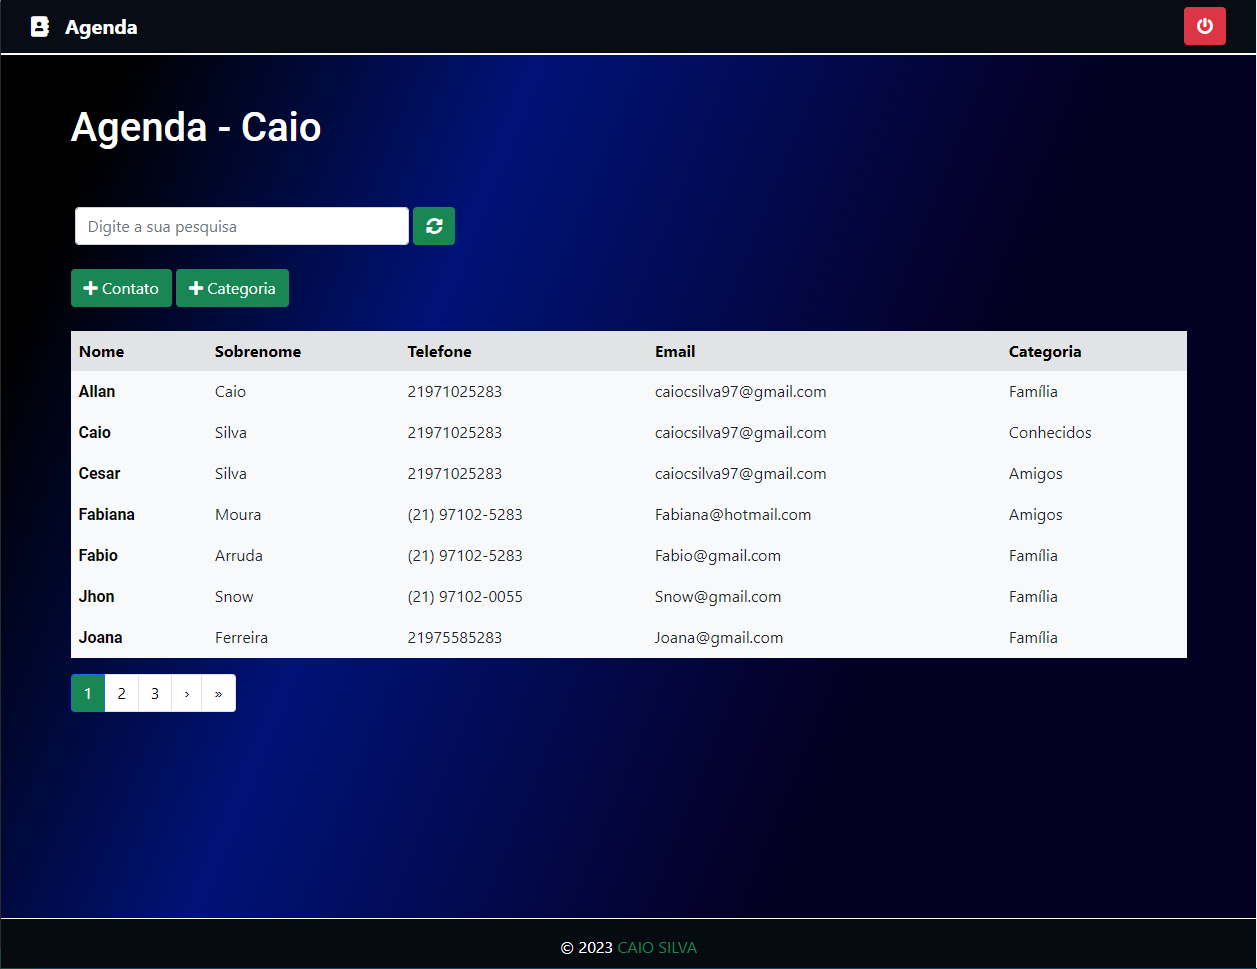 Agenda
Agenda - Caio
Digite a sua pesquisa
Contato Categoria
Nome Sobrenome Telefone Email Categoria
Allan Caio 21971025283 caiocsilva97@gmail.com Família
Caio Silva 21971025283 caiocsilva97@gmail.com Conhecidos
Cesar Silva 21971025283 caiocsilva97@gmail.com Amigos
Fabiana Moura (21) 97102-5283 Fabiana@hotmail.com Amigos
Fabio Arruda (21) 97102-5283 Fabio@gmail.com Família
Jhon Snow (21) 97102-0055 Snow@gmail.com Família
Joana Ferreira 21975585283 Joana@gmail.com Família
1 2 3 › »
© 2023 CAIO SILVA